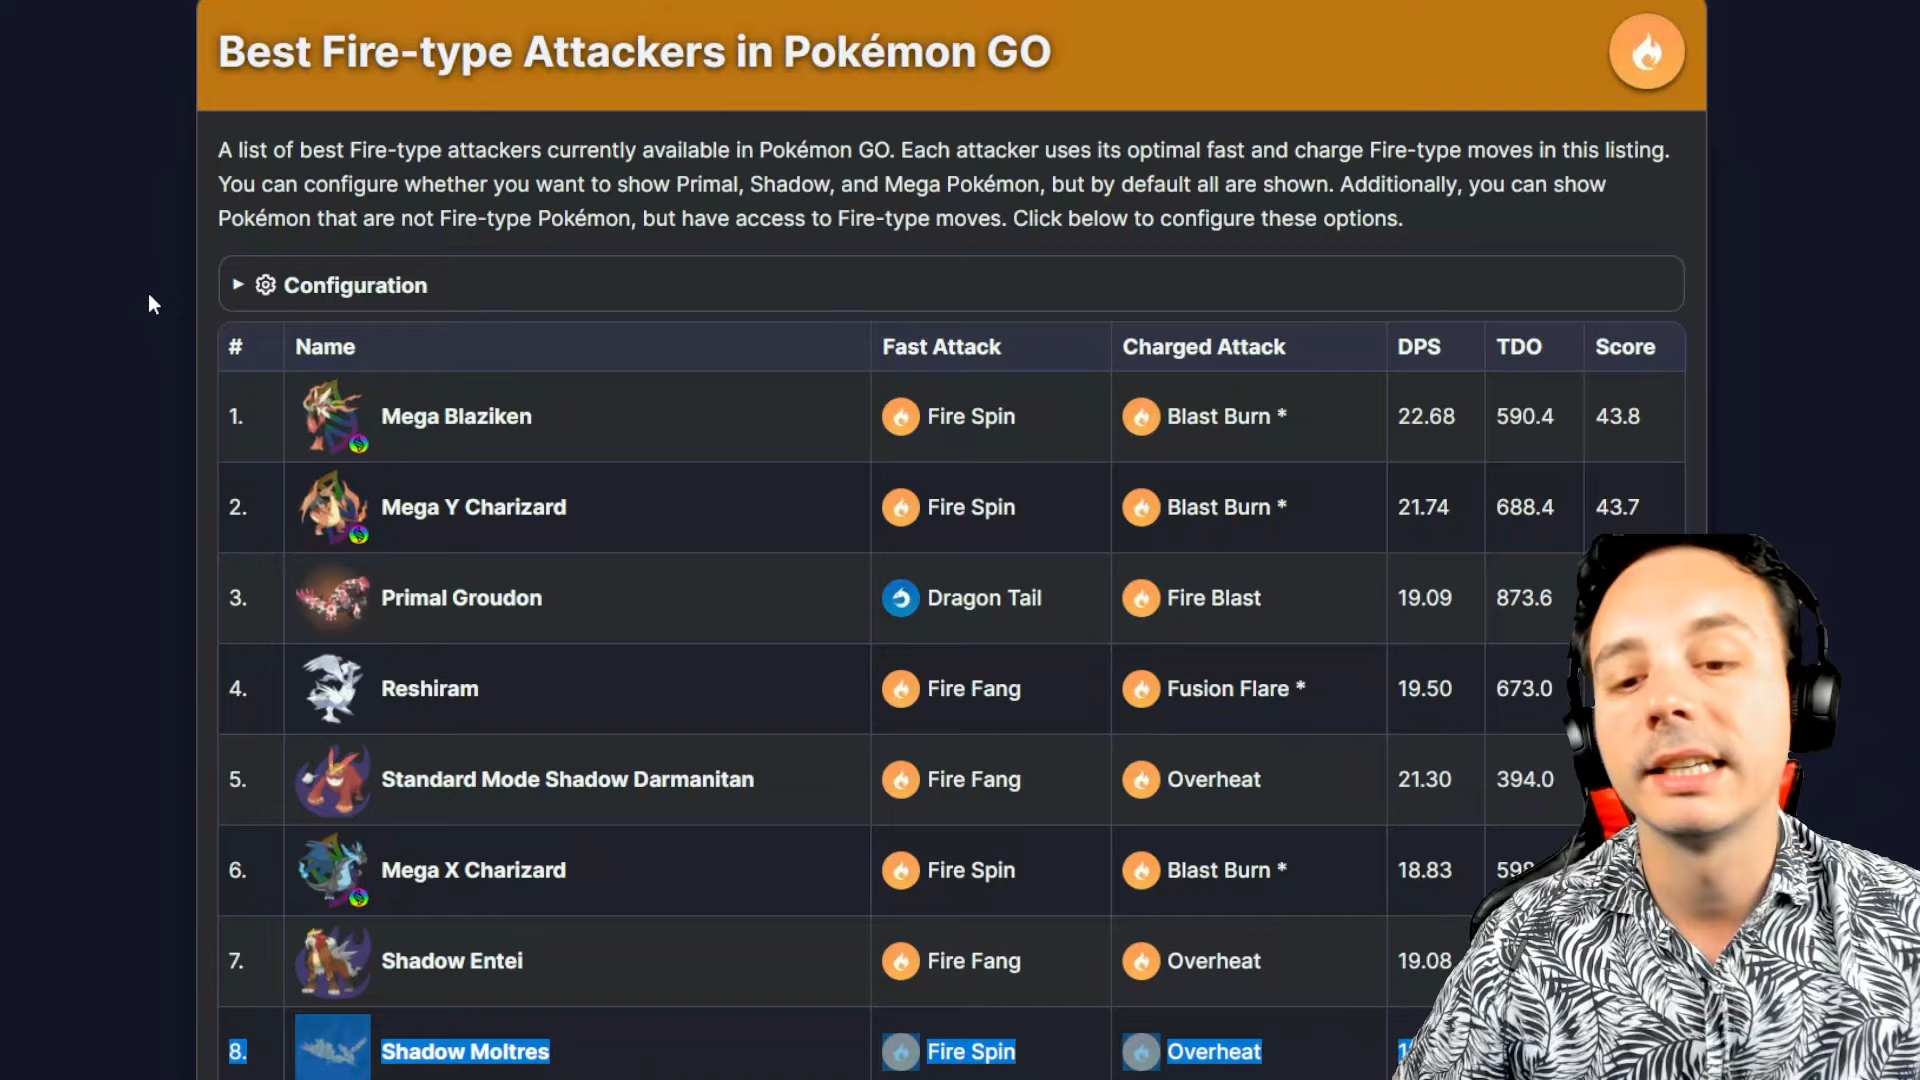 Best Fire-type Attackers in Pokémon GO
A list of best Fire-type attackers currently available in Pokémon GO. Each attacker uses its optimal fast and charge Fire-type moves in this listing.
You can configure whether you want to show Primal, Shadow, and Mega Pokémon, but by default all are shown. Additionally, you can show
Pokémon that are not Fire-type Pokémon, but have access to Fire-type moves. Click below to configure these options.
Configuration
# Name Fast Attack Charged Attack DPS TDO Score
1. Mega Blaziken Fire Spin Blast Burn * 22.68 590.4 43.8
2. Mega Y Charizard Fire Spin Blast Burn * 21.74 688.4 43.7
3. Primal Groudon Dragon Tail Fire Blast 19.09 873.6
4. Reshiram Fire Fang Fusion Flare * 19.50 673.0
5. Standard Mode Shadow Darmanitan Fire Fang Overheat 21.30 394.0
6. Mega X Charizard Fire Spin Blast Burn * 18.83
7. Shadow Entei Fire Fang Overheat 19.08
8. Shadow Moltres Fire Spin Overheat